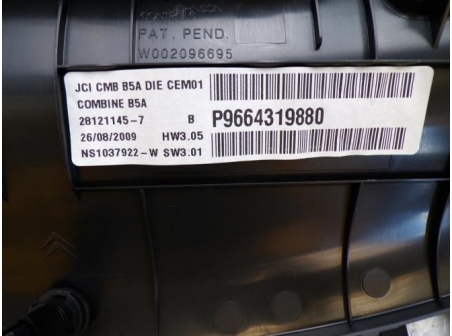 PAT. PEND.
W002096695
JCI CMB B5A DIE CEM01
COMBINE B5A
28121145-7 B P9664319880
26/08/2009 HW3.05
NS1037922-W SW3.01